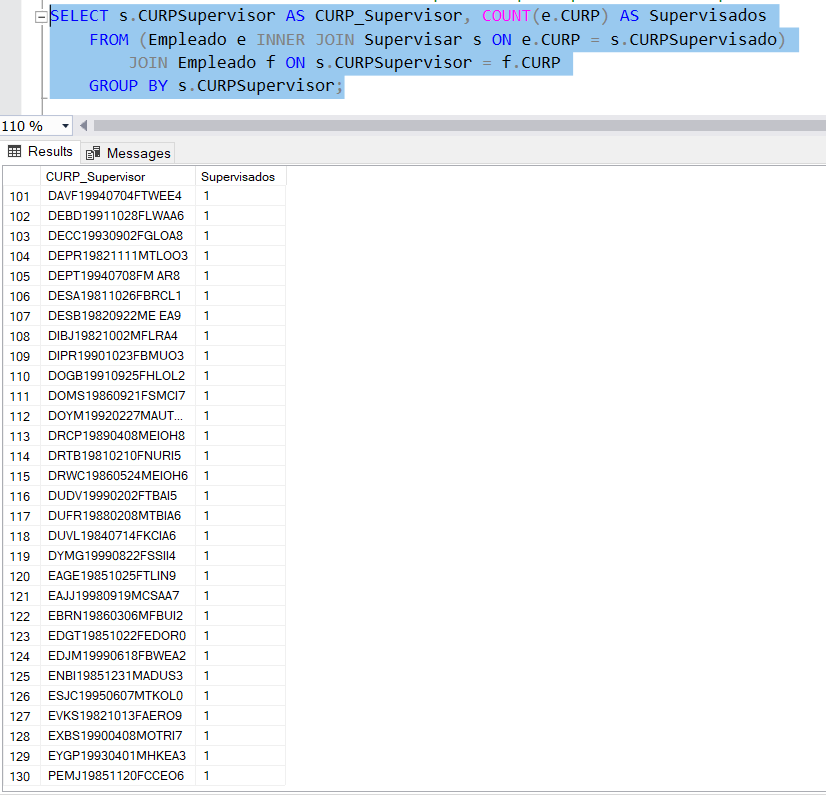 SELECT s.CURPSupervisor AS CURP_Supervisor, COUNT(e.CURP) AS Supervisados
FROM (Empleado e INNER JOIN Supervisar s ON e.CURP = s.CURPSupervisado)
JOIN Empleado f ON s.CURPSupervisor = f.CURP
GROUP BY s.CURPSupervisor;
110 %
Results Messages
CURP_Supervisor Supervisados
101 DAVF19940704FTWEE4 1
102 DEBD19911028FLWAA6 1
103 DECC19930902FGLOA8 1
104 DEPR19821111MTLOO3 1
105 DEPT19940708FM AR8 1
106 DESA19811026FBRCL1 1
107 DESB19820922ME EA9 1
108 DIBJ19821002MFLRA4 1
109 DIPR19901023FBMUO3 1
110 DOGB19910925FHLOL2 1
111 DOMS19860921FSMCI7 1
112 DOYM19920227MAUT... 1
113 DRCP19890408MEIOH8 1
114 DRTB19810210FNURI5 1
115 DRWC19860524MEIOH6 1
116 DUDV19990202FTBAI5 1
117 DUFR19880208MTBIA6 1
118 DUVL19840714FKCIA6 1
119 DYMG19990822FSSII4 1
120 EAGE19851025FTLIN9 1
121 EAJJ19980919MCSAA7 1
122 EBRN19860306MFBUI2 1
123 EDGT19851022FEDOR0 1
124 EDJM19990618FBWEA2 1
125 ENBI19851231MADUS3 1
126 ESJC19950607MTKOL0 1
127 EVKS19821013FAERO9 1
128 EXBS19900408MOTRI7 1
129 EYGP19930401MHKEA3 1
130 PEMJ19851120FCCEO6 1